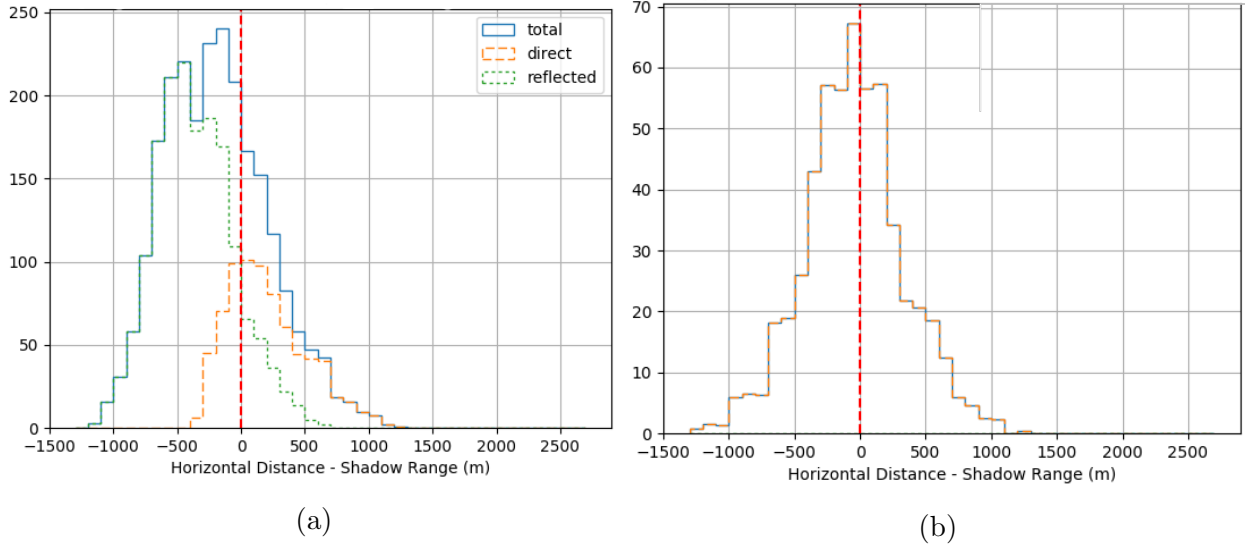 250
200
150
100
50
0
total
direct
reflected
−1500 −1000 −500 0 500 1000 1500 2000 2500
Horizontal Distance - Shadow Range (m)
(a)
70
60
50
40
30
20
10
0
−1500 −1000 −500 0 500 1000 1500 2000 2500
Horizontal Distance - Shadow Range (m)
(b)